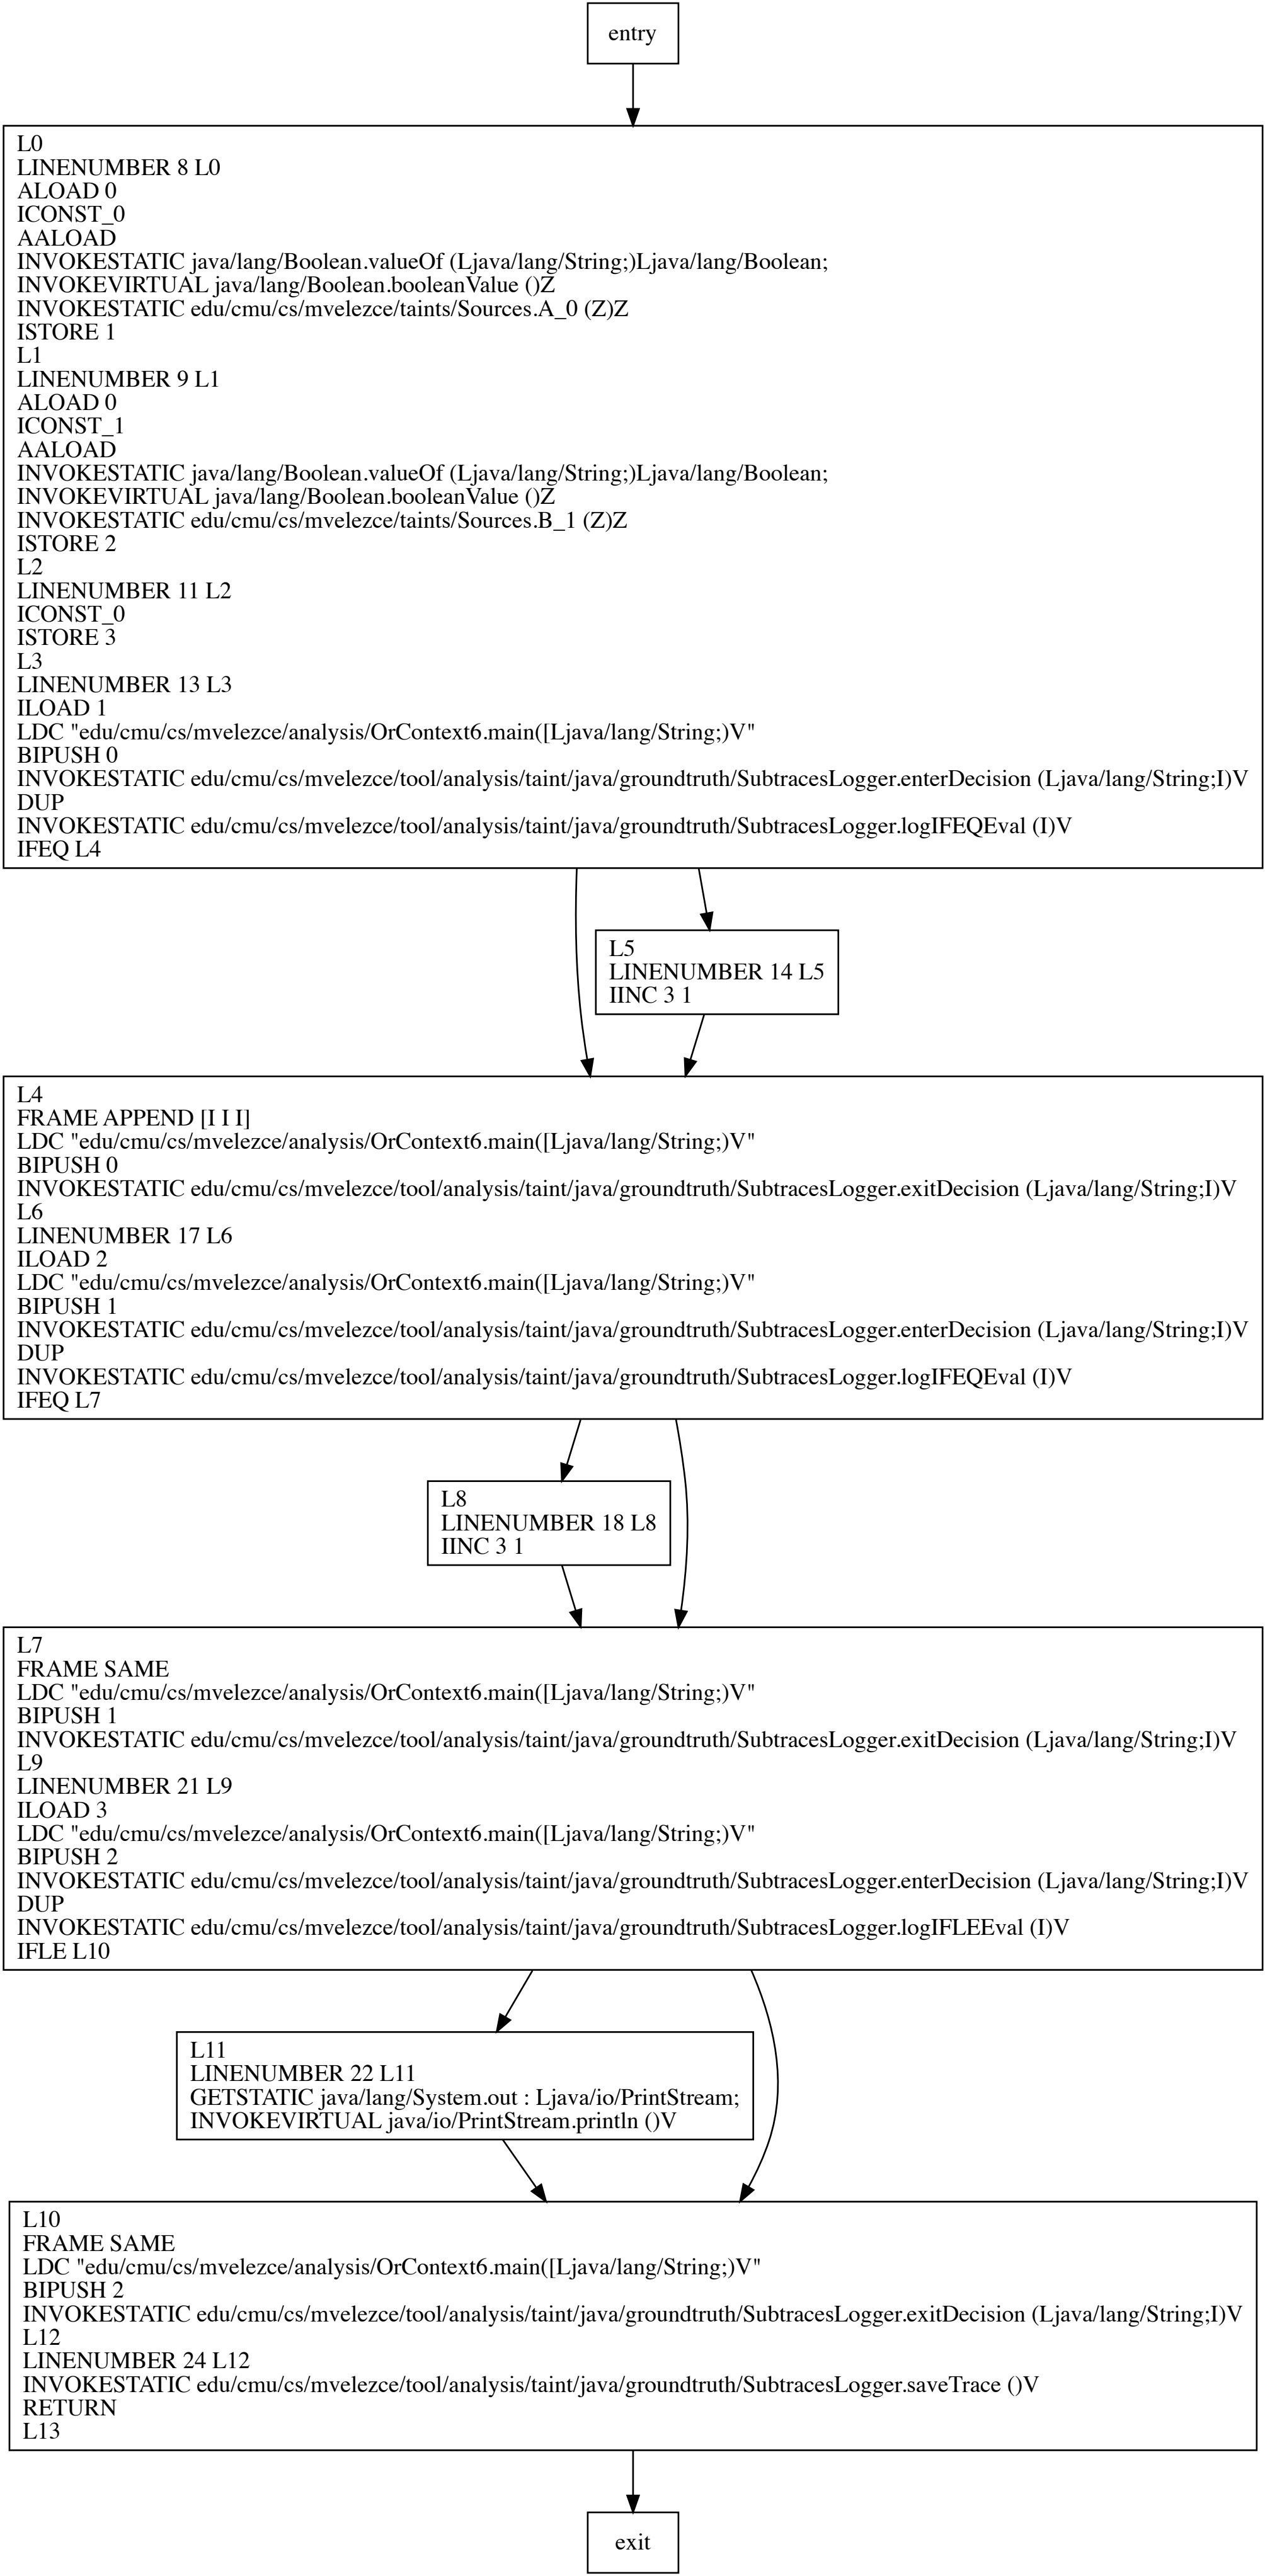 entry
L0
LINENUMBER 8 L0
ALOAD 0
ICONST_0
AALOAD
INVOKESTATIC java/lang/Boolean.valueOf (Ljava/lang/String;)Ljava/lang/Boolean;
INVOKEVIRTUAL java/lang/Boolean.booleanValue ()Z
INVOKESTATIC edu/cmu/cs/mvelezce/taints/Sources.A_0 (Z)Z
ISTORE 1
L1
LINENUMBER 9 L1
ALOAD 0
ICONST_1
AALOAD
INVOKESTATIC java/lang/Boolean.valueOf (Ljava/lang/String;)Ljava/lang/Boolean;
INVOKEVIRTUAL java/lang/Boolean.booleanValue ()Z
INVOKESTATIC edu/cmu/cs/mvelezce/taints/Sources.B_1 (Z)Z
ISTORE 2
L2
LINENUMBER 11 L2
ICONST_0
ISTORE 3
L3
LINENUMBER 13 L3
ILOAD 1
LDC "edu/cmu/cs/mvelezce/analysis/OrContext6.main([Ljava/lang/String;)V"
BIPUSH 0
INVOKESTATIC edu/cmu/cs/mvelezce/tool/analysis/taint/java/groundtruth/SubtracesLogger.enterDecision (Ljava/lang/String;I)V
DUP
INVOKESTATIC edu/cmu/cs/mvelezce/tool/analysis/taint/java/groundtruth/SubtracesLogger.logIFEQEval (I)V
IFEQ L4
L5
LINENUMBER 14 L5
IINC 3 1
L4
FRAME APPEND [I I I]
LDC "edu/cmu/cs/mvelezce/analysis/OrContext6.main([Ljava/lang/String;)V"
BIPUSH 0
INVOKESTATIC edu/cmu/cs/mvelezce/tool/analysis/taint/java/groundtruth/SubtracesLogger.exitDecision (Ljava/lang/String;I)V
L6
LINENUMBER 17 L6
ILOAD 2
LDC "edu/cmu/cs/mvelezce/analysis/OrContext6.main([Ljava/lang/String;)V"
BIPUSH 1
INVOKESTATIC edu/cmu/cs/mvelezce/tool/analysis/taint/java/groundtruth/SubtracesLogger.enterDecision (Ljava/lang/String;I)V
DUP
INVOKESTATIC edu/cmu/cs/mvelezce/tool/analysis/taint/java/groundtruth/SubtracesLogger.logIFEQEval (I)V
IFEQ L7
L8
LINENUMBER 18 L8
IINC 3 1
L7
FRAME SAME
LDC "edu/cmu/cs/mvelezce/analysis/OrContext6.main([Ljava/lang/String;)V"
BIPUSH 1
INVOKESTATIC edu/cmu/cs/mvelezce/tool/analysis/taint/java/groundtruth/SubtracesLogger.exitDecision (Ljava/lang/String;I)V
L9
LINENUMBER 21 L9
ILOAD 3
LDC "edu/cmu/cs/mvelezce/analysis/OrContext6.main([Ljava/lang/String;)V"
BIPUSH 2
INVOKESTATIC edu/cmu/cs/mvelezce/tool/analysis/taint/java/groundtruth/SubtracesLogger.enterDecision (Ljava/lang/String;I)V
DUP
INVOKESTATIC edu/cmu/cs/mvelezce/tool/analysis/taint/java/groundtruth/SubtracesLogger.logIFLEEval (I)V
IFLE L10
L11
LINENUMBER 22 L11
GETSTATIC java/lang/System.out : Ljava/io/PrintStream;
INVOKEVIRTUAL java/io/PrintStream.println ()V
L10
FRAME SAME
LDC "edu/cmu/cs/mvelezce/analysis/OrContext6.main([Ljava/lang/String;)V"
BIPUSH 2
INVOKESTATIC edu/cmu/cs/mvelezce/tool/analysis/taint/java/groundtruth/SubtracesLogger.exitDecision (Ljava/lang/String;I)V
L12
LINENUMBER 24 L12
INVOKESTATIC edu/cmu/cs/mvelezce/tool/analysis/taint/java/groundtruth/SubtracesLogger.saveTrace ()V
RETURN
L13
exit